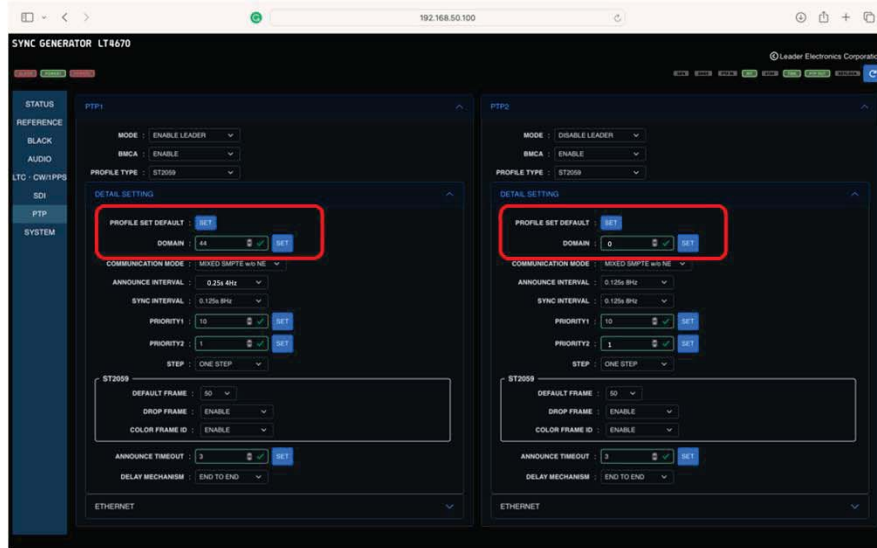 192.168.50.100
SYNC GENERATOR LT4670
©Leader Electronics Corporatio
STATUS
REFERENCE
BLACK
AUDIO
LTC · CW/1PPS
SDI
PTP
SYSTEM
PTP1
MODE : ENABLE LEADER
BMCA : ENABLE
PROFILE TYPE : ST2059
DETAIL SETTING
PROFILE SET DEFAULT : SET
DOMAIN : 44 SET
COMMUNICATION MODE : MIXED SMPTE w/o NE
ANNOUNCE INTERVAL : 0.25s 4Hz
SYNC INTERVAL : 0.125s 8Hz
PRIORITY1 : 10 SET
PRIORITY2 : 1 SET
STEP : ONE STEP
ST2059
DEFAULT FRAME : 50
DROP FRAME : ENABLE
COLOR FRAME ID : ENABLE
ANNOUNCE TIMEOUT : 3 SET
DELAY MECHANISM : END TO END
ETHERNET
PTP2
MODE : DISABLE LEADER
BMCA : ENABLE
PROFILE TYPE : ST2059
DETAIL SETTING
PROFILE SET DEFAULT : SET
DOMAIN : 0 SET
COMMUNICATION MODE : MIXED SMPTE w/o NE
ANNOUNCE INTERVAL : 0.125s 8Hz
SYNC INTERVAL : 0.125s 8Hz
PRIORITY1 : 10 SET
PRIORITY2 : 1 SET
STEP : ONE STEP
ST2059
DEFAULT FRAME : 50
DROP FRAME : ENABLE
COLOR FRAME ID : ENABLE
ANNOUNCE TIMEOUT : 3 SET
DELAY MECHANISM : END TO END
ETHERNET